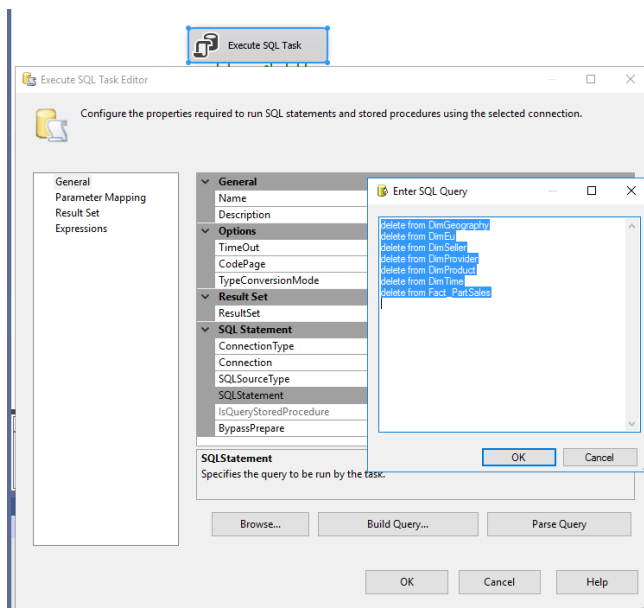 Execute SQL Task
Execute SQL Task Editor
Configure the properties required to run SQL statements and stored procedures using the selected connection.
General
Parameter Mapping
Result Set
Expressions
General
Name
Description
Options
TimeOut
CodePage
TypeConversionMode
Result Set
ResultSet
SQL Statement
ConnectionType
Connection
SQLSourceType
SQLStatement
IsQueryStoredProcedure
BypassPrepare
Enter SQL Query
delete from DimGeography
delete from DimEu
delete from DimSeller
delete from DimProvider
delete from DimProduct
delete from DimTime
delete from Fact_PartSales
OK
Cancel
SQLStatement
Specifies the query to be run by the task.
Browse...
Build Query...
Parse Query
OK
Cancel
Help